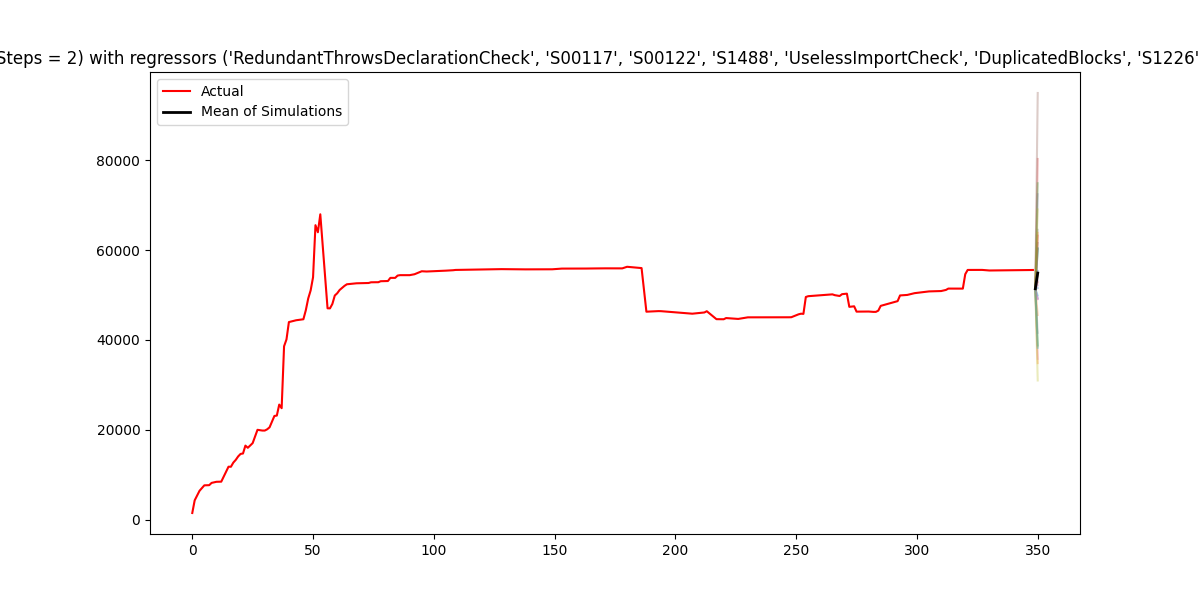 Steps = 2) with regressors ('RedundantThrowsDeclarationCheck', 'S00117', 'S00122', 'S1488', 'UselessImportCheck', 'DuplicatedBlocks', 'S1226'
Actual
Mean of Simulations
80000
60000
40000
20000
0
0 50 100 150 200 250 300 350